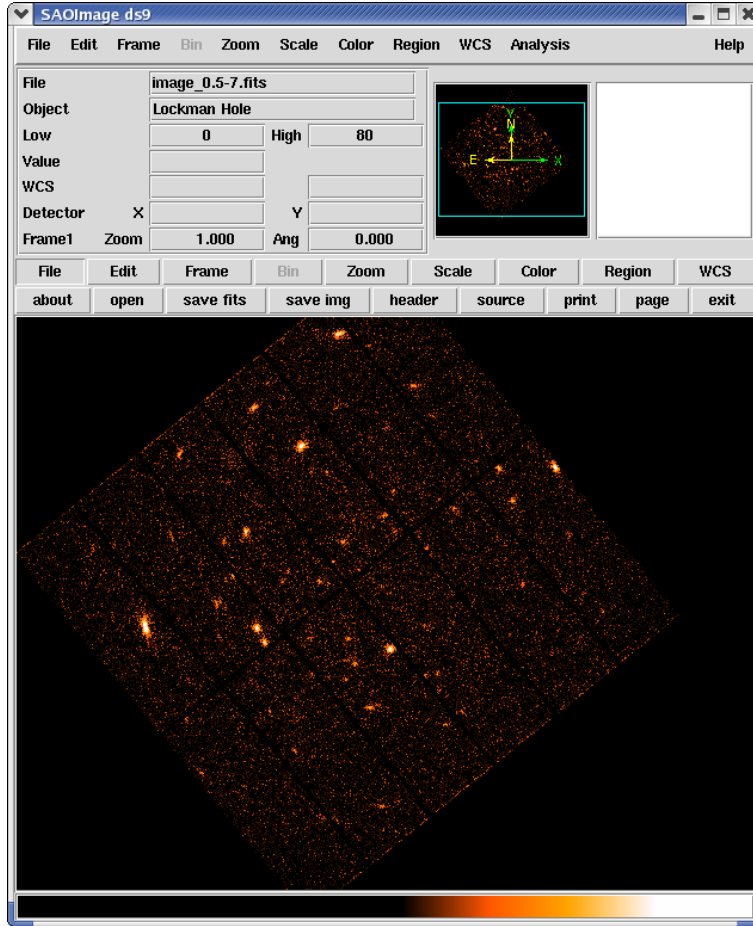 SAOImage ds9
File Edit Frame Bin Zoom Scale Color Region WCS Analysis Help
File image_0.5-7.fits
Object Lockman Hole
Low 0 High 80
Value
WCS
Detector X Y
Frame1 Zoom 1.000 Ang 0.000
Y
N
E X
File Edit Frame Bin Zoom Scale Color Region WCS
about open save fits save img header source print page exit